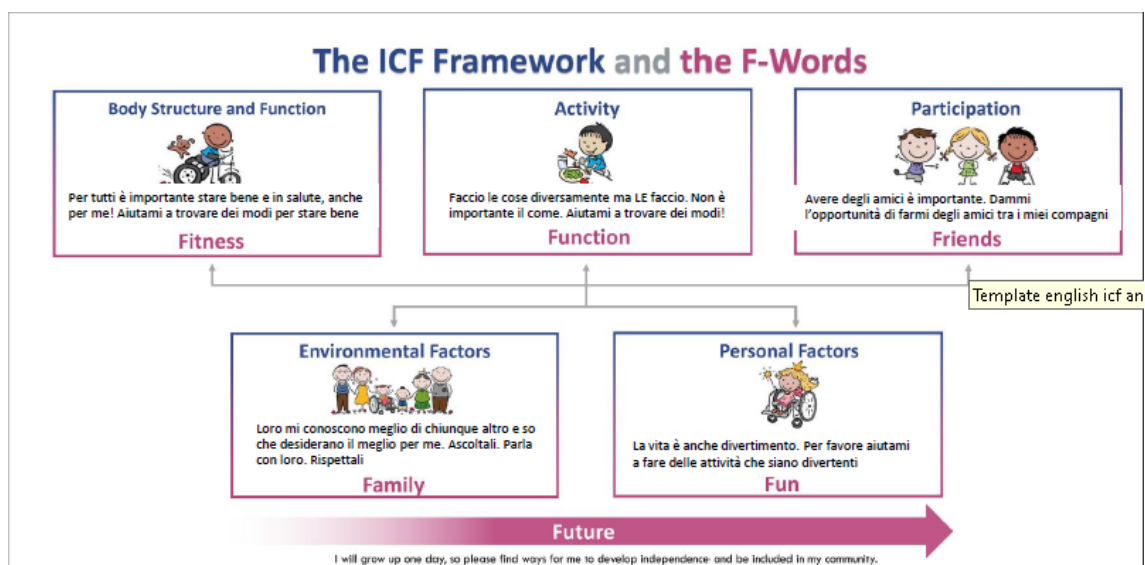 The ICF Framework and the F-Words
Body Structure and Function
Per tutti è importante stare bene e in salute, anche
per me! Aiutami a trovare dei modi per stare bene
Fitness
Activity
Faccio le cose diversamente ma LE faccio. Non è
importante il come. Aiutami a trovare dei modi!
Function
Participation
Avere degli amici è importante. Dammi
l'opportunità di farmi degli amici tra i miei compagni
Friends
Template english icf an
Environmental Factors
Loro mi conoscono meglio di chiunque altro e so
che desiderano il meglio per me. Ascoltali. Parla
con loro. Rispettali
Family
Personal Factors
La vita è anche divertimento. Per favore aiutami
a fare delle attività che siano divertenti
Fun
Future
I will grow up one day, so please find ways for me to develop independence and be included in my community.